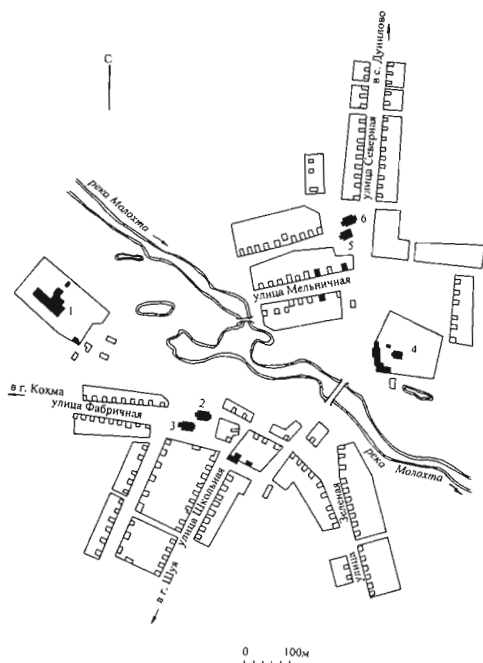 С
в с. Дунилово
улица Северная
река Молохта
6
5
улица Мельничная
1
4
в г. Кохма
улица Фабричная
2
3
река Молохта
улица Школьная
улица Зеленая
в г. Шуя
0 100м